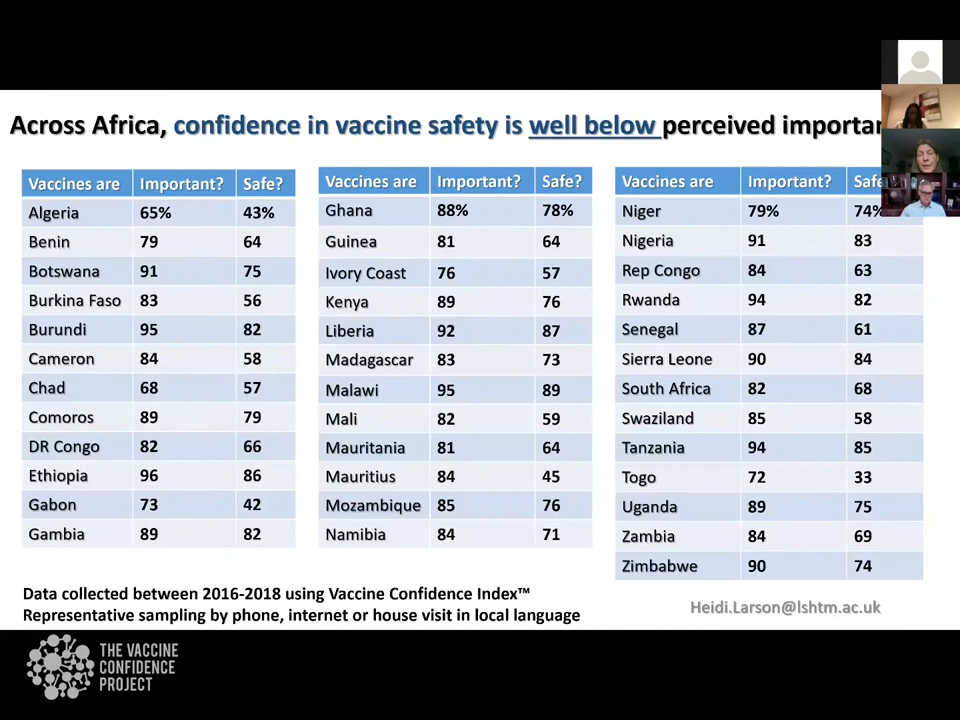 Across Africa, confidence in vaccine safety is well below perceived
Vaccines are Important? Safe?
Algeria 65% 43%
Benin 79 64
Botswana 91 75
Burkina Faso 83 56
Burundi 95 82
Cameron 84 58
Chad 68 57
Comoros 89 79
DR Congo 82 66
Ethiopia 96 86
Gabon 73 42
Gambia 89 82
Vaccines are Important? Safe?
Ghana 88% 78%
Guinea 81 64
Ivory Coast 76 57
Kenya 89 76
Liberia 92 87
Madagascar 83 73
Malawi 95 89
Mali 82 59
Mauritania 81 64
Mauritius 84 45
Mozambique 85 76
Namibia 84 71
Vaccines are Important?
Niger 79% 74%
Nigeria 91 83
Rep Congo 84 63
Rwanda 94 82
Senegal 87 61
Sierra Leone 90 84
South Africa 82 68
Swaziland 85 58
Tanzania 94 85
Togo 72 33
Uganda 89 75
Zambia 84 69
Zimbabwe 90 74
Data collected between 2016-2018 using Vaccine Confidence Index™
Representative sampling by phone, internet or house visit in local language
Heidi.Larson@lshtm.ac.uk
THE VACCINE
CONFIDENCE
PROJECT